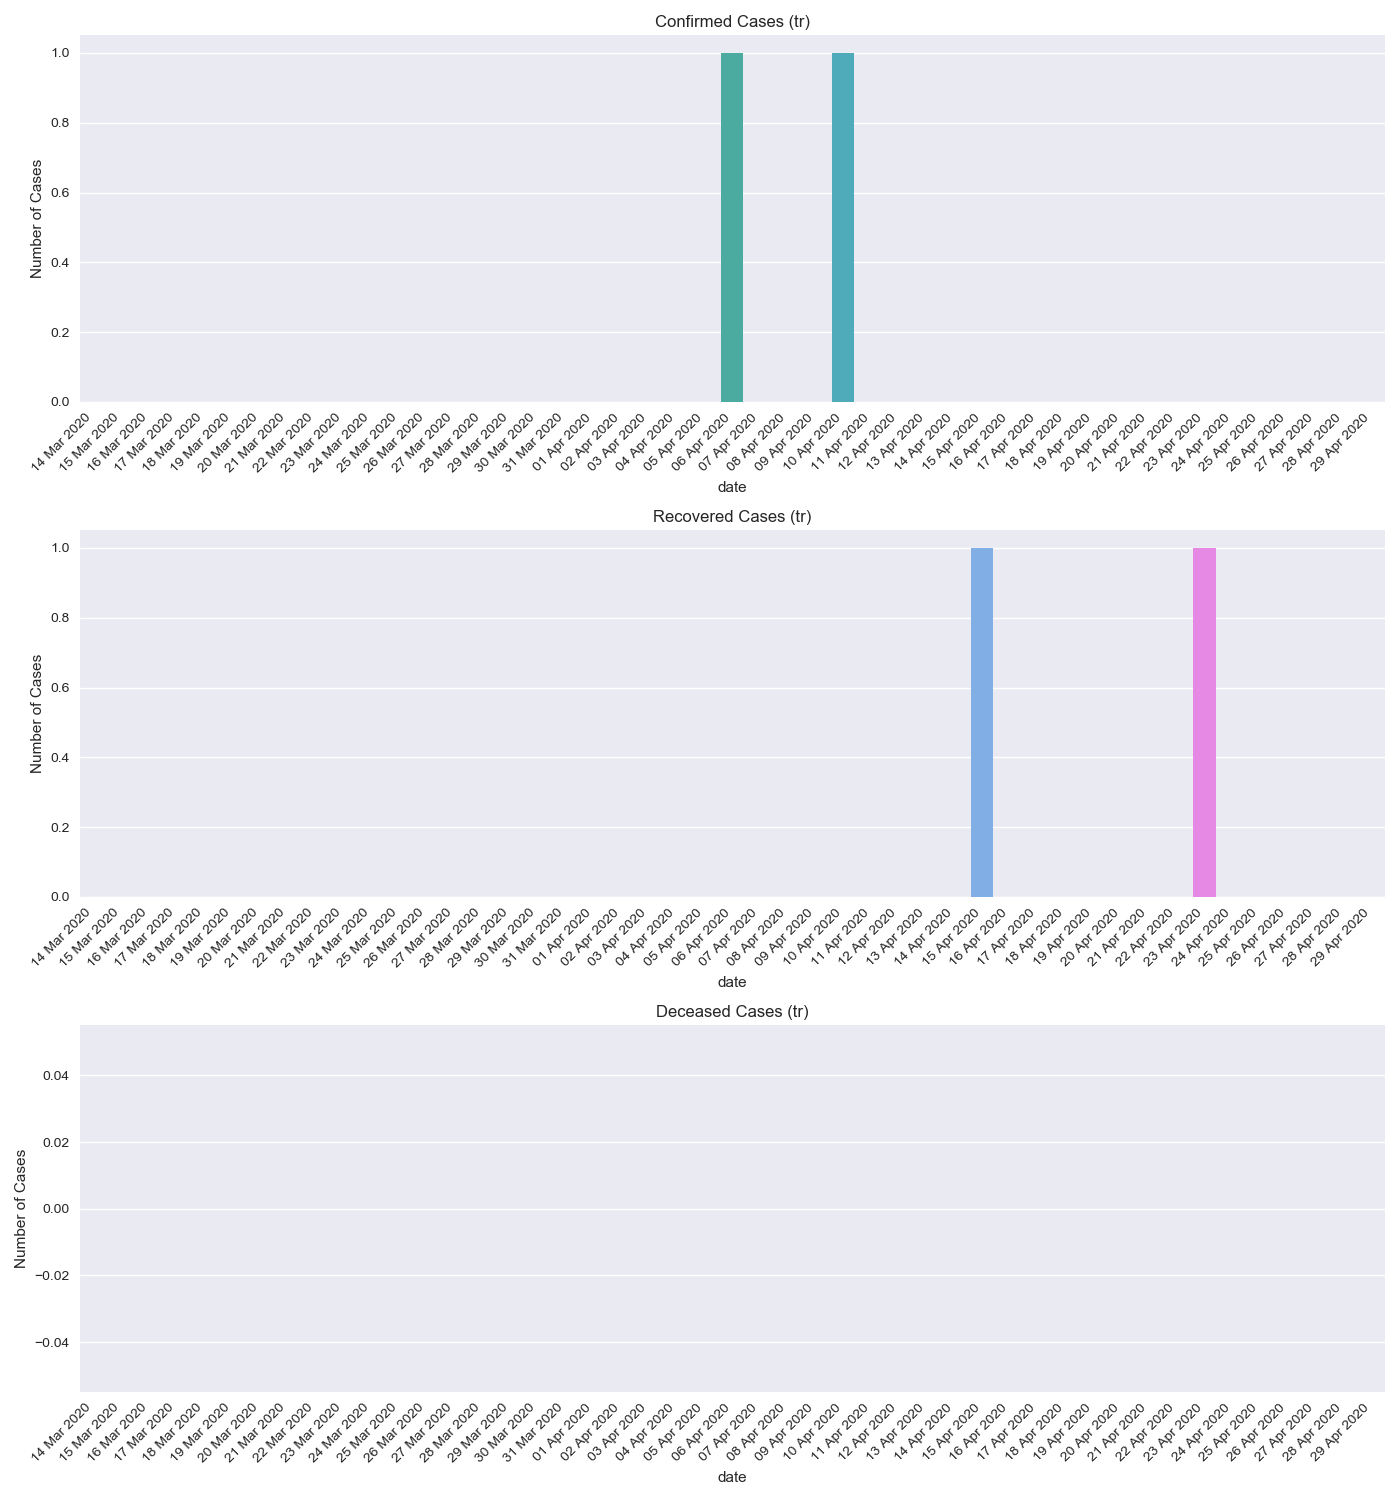 Confirmed Cases (tr)
1.0
0.8
0.6
0.4
0.2
0.0
Number of Cases
14 Mar 2020
15 Mar 2020
16 Mar 2020
17 Mar 2020
18 Mar 2020
19 Mar 2020
20 Mar 2020
21 Mar 2020
22 Mar 2020
23 Mar 2020
24 Mar 2020
25 Mar 2020
26 Mar 2020
27 Mar 2020
28 Mar 2020
29 Mar 2020
30 Mar 2020
31 Mar 2020
01 Apr 2020
02 Apr 2020
03 Apr 2020
04 Apr 2020
05 Apr 2020
06 Apr 2020
07 Apr 2020
08 Apr 2020
09 Apr 2020
10 Apr 2020
11 Apr 2020
12 Apr 2020
13 Apr 2020
14 Apr 2020
15 Apr 2020
16 Apr 2020
17 Apr 2020
18 Apr 2020
19 Apr 2020
20 Apr 2020
21 Apr 2020
22 Apr 2020
23 Apr 2020
24 Apr 2020
25 Apr 2020
26 Apr 2020
27 Apr 2020
28 Apr 2020
29 Apr 2020
date
Recovered Cases (tr)
1.0
0.8
0.6
0.4
0.2
0.0
Number of Cases
14 Mar 2020
15 Mar 2020
16 Mar 2020
17 Mar 2020
18 Mar 2020
19 Mar 2020
20 Mar 2020
21 Mar 2020
22 Mar 2020
23 Mar 2020
24 Mar 2020
25 Mar 2020
26 Mar 2020
27 Mar 2020
28 Mar 2020
29 Mar 2020
30 Mar 2020
31 Mar 2020
01 Apr 2020
02 Apr 2020
03 Apr 2020
04 Apr 2020
05 Apr 2020
06 Apr 2020
07 Apr 2020
08 Apr 2020
09 Apr 2020
10 Apr 2020
11 Apr 2020
12 Apr 2020
13 Apr 2020
14 Apr 2020
15 Apr 2020
16 Apr 2020
17 Apr 2020
18 Apr 2020
19 Apr 2020
20 Apr 2020
21 Apr 2020
22 Apr 2020
23 Apr 2020
24 Apr 2020
25 Apr 2020
26 Apr 2020
27 Apr 2020
28 Apr 2020
29 Apr 2020
date
Deceased Cases (tr)
0.04
0.02
0.00
−0.02
−0.04
Number of Cases
14 Mar 2020
15 Mar 2020
16 Mar 2020
17 Mar 2020
18 Mar 2020
19 Mar 2020
20 Mar 2020
21 Mar 2020
22 Mar 2020
23 Mar 2020
24 Mar 2020
25 Mar 2020
26 Mar 2020
27 Mar 2020
28 Mar 2020
29 Mar 2020
30 Mar 2020
31 Mar 2020
01 Apr 2020
02 Apr 2020
03 Apr 2020
04 Apr 2020
05 Apr 2020
06 Apr 2020
07 Apr 2020
08 Apr 2020
09 Apr 2020
10 Apr 2020
11 Apr 2020
12 Apr 2020
13 Apr 2020
14 Apr 2020
15 Apr 2020
16 Apr 2020
17 Apr 2020
18 Apr 2020
19 Apr 2020
20 Apr 2020
21 Apr 2020
22 Apr 2020
23 Apr 2020
24 Apr 2020
25 Apr 2020
26 Apr 2020
27 Apr 2020
28 Apr 2020
29 Apr 2020
date